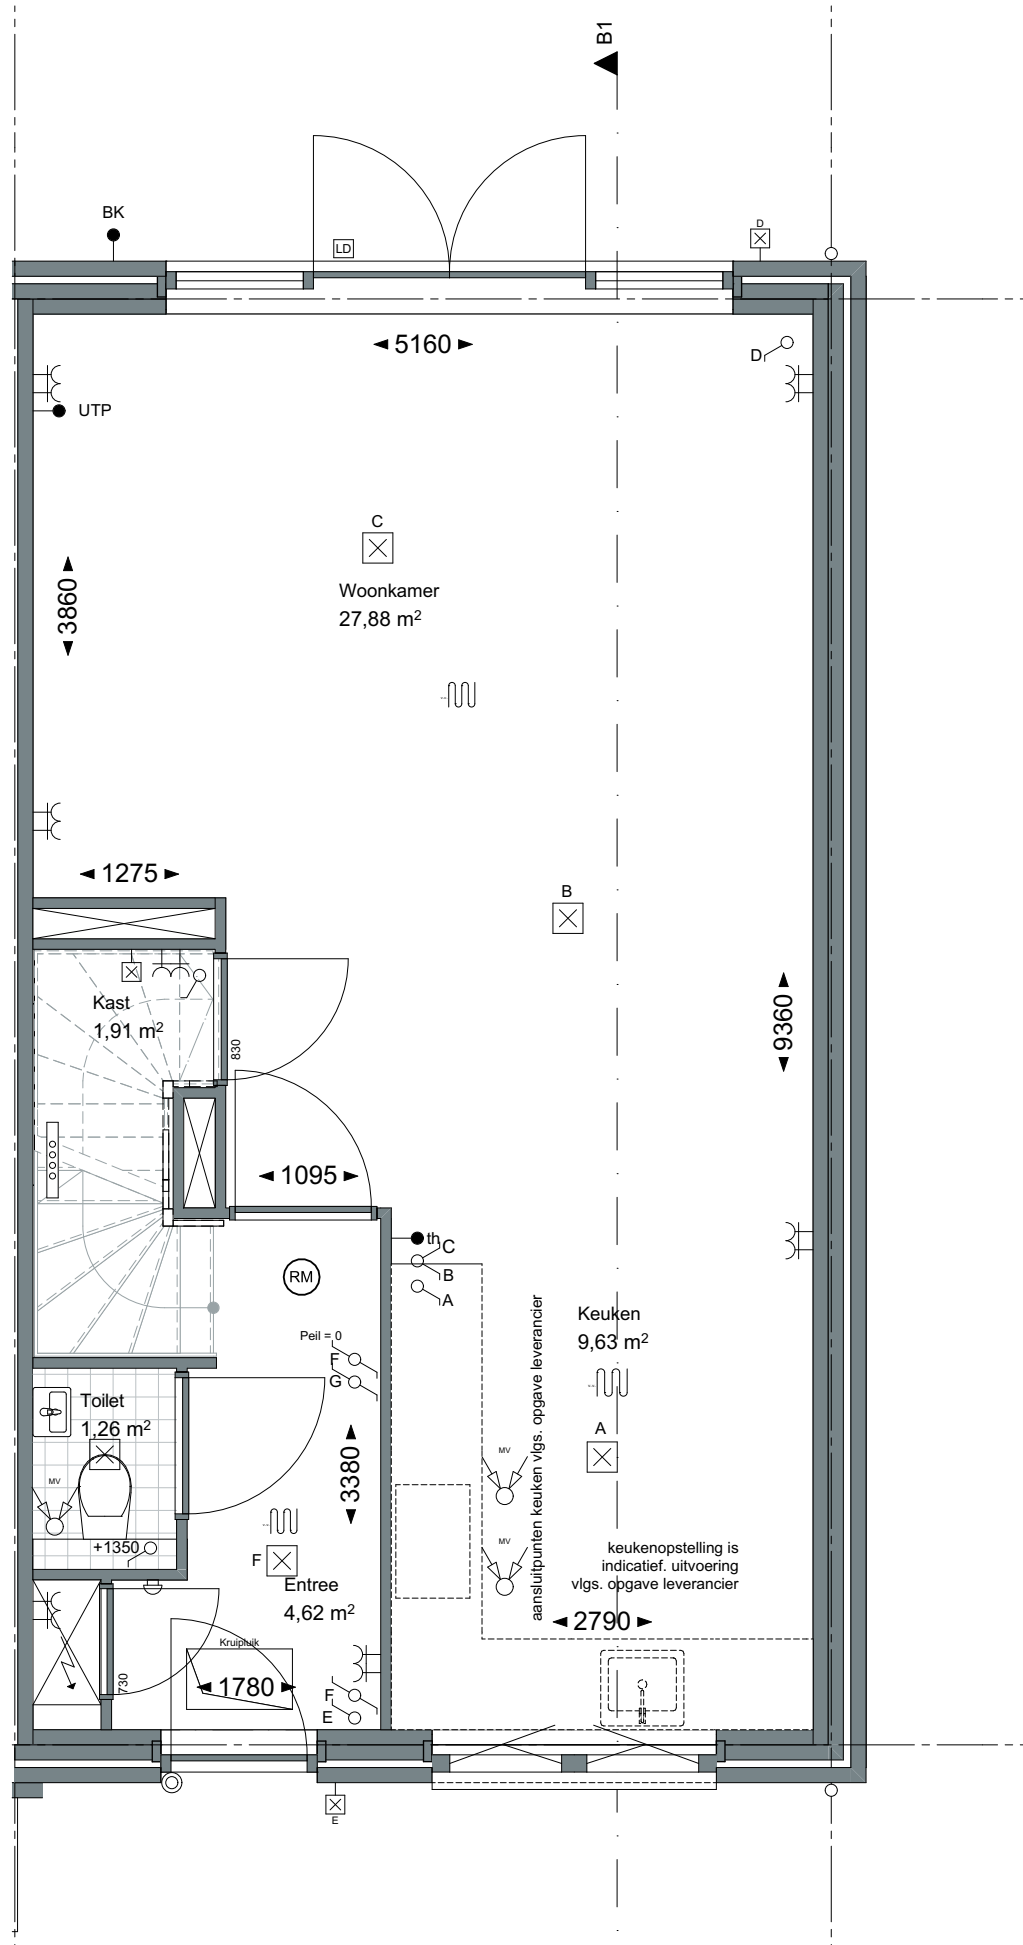 B1
BK
LD
D
5160
D
UTP
C
Woonkamer
27,88 m²
3860
1275
B
Kast
1,91 m²
830
9360
1095
th
C
B
A
RM
Peil = 0
F
G
Keuken
9,63 m²
aansluitpunten keuken vlgs. opgave leverancier
Toilet
1,26 m²
MV
3380
A
MV
MV
+1350
F
Entree
4,62 m²
keukenopstelling is
indicatief. uitvoering
vlgs. opgave leverancier
2790
Kruipluik
730
1780
F
E
E